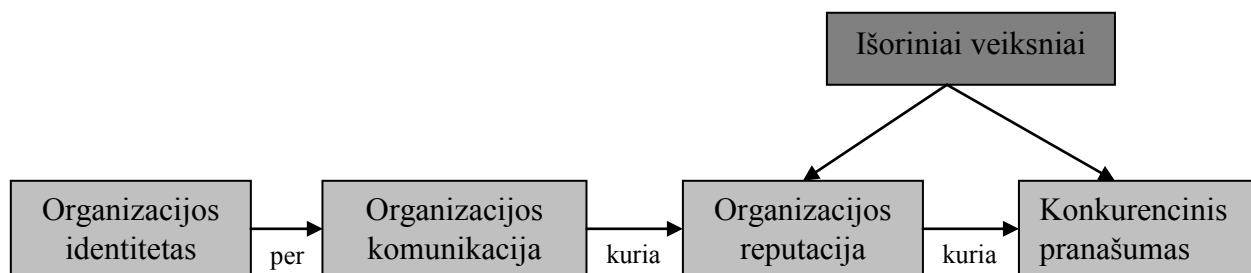 Išoriniai veiksniai
Organizacijos
identitetas
per
Organizacijos
komunikacija
kuria
Organizacijos
reputacija
kuria
Konkurencinis
pranašumas